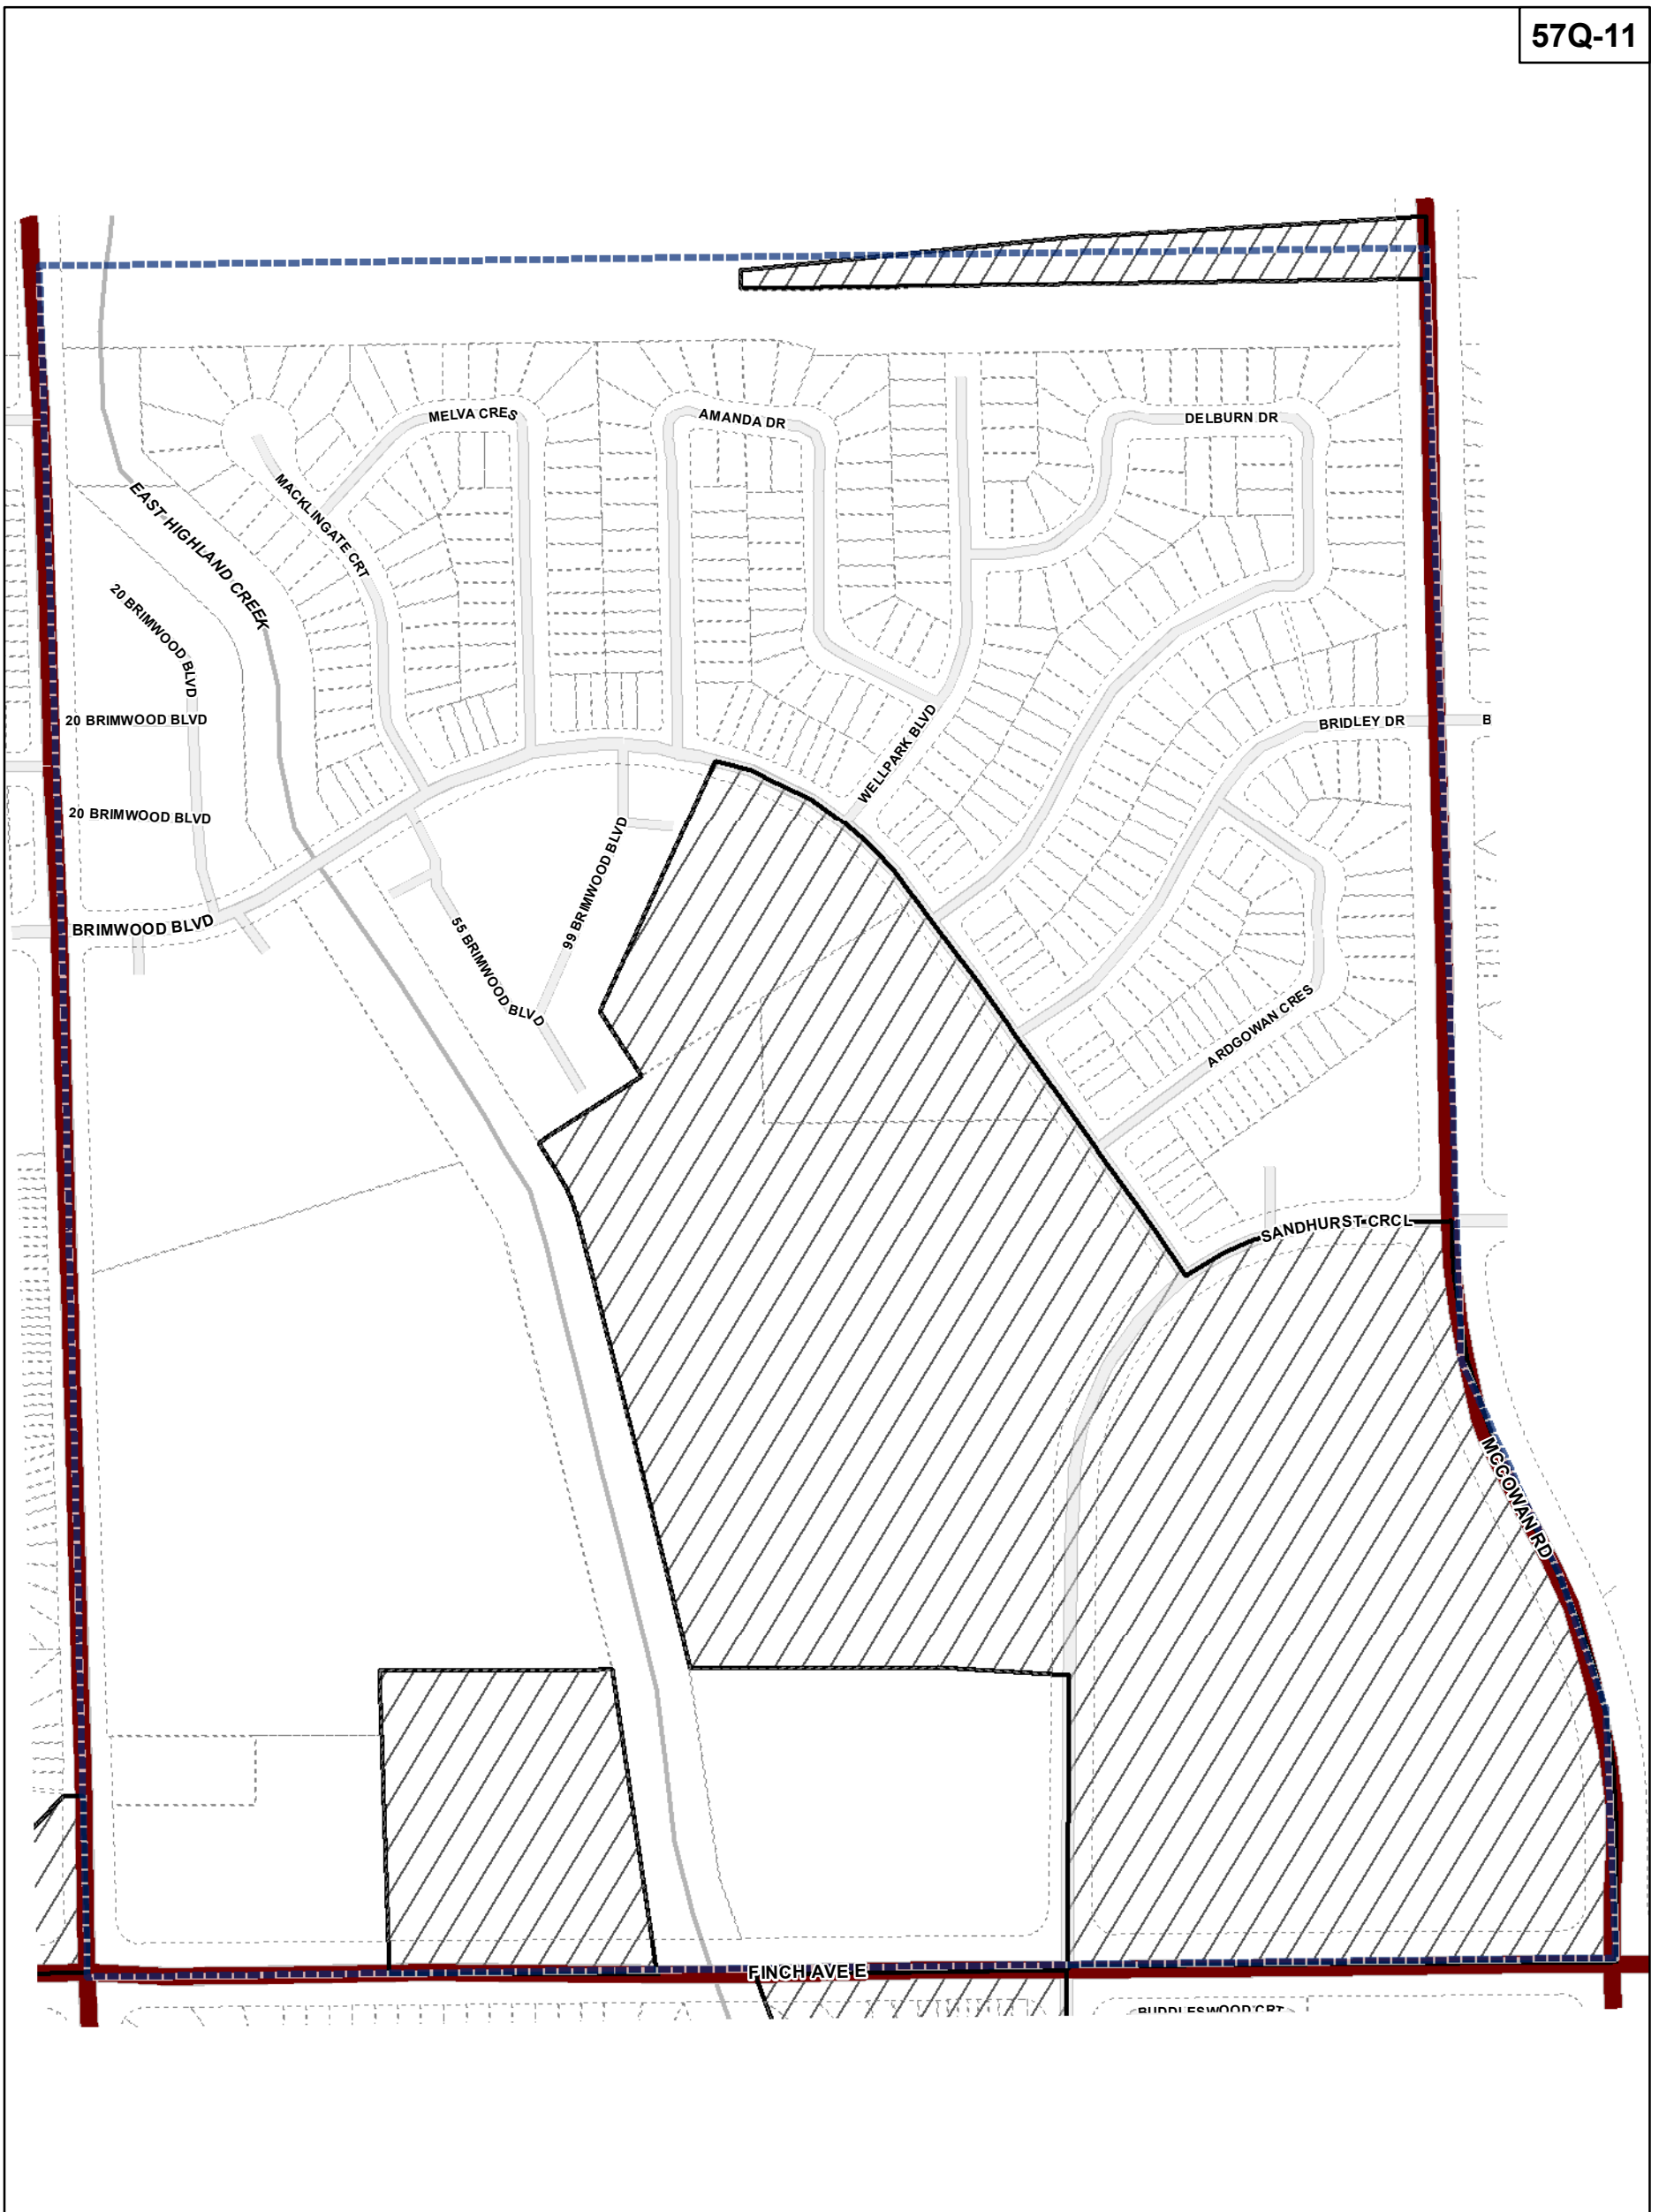 57Q-11
MELVA CRES
AMANDA DR
DELBURN DR
MACKLINGATE CRT
EAST HIGHLAND CREEK
20 BRIMWOOD BLVD
20 BRIMWOOD BLVD
BRIDLEY DR
B
WELLPARK BLVD
20 BRIMWOOD BLVD
99 BRIMWOOD BLVD
BRIMWOOD BLVD
55 BRIMWOOD BLVD
ARDGOWAN CRES
SANDHURST CRCL
MCCOWAN RD
FINCH AVE E
BUDDLESWOOD CRT